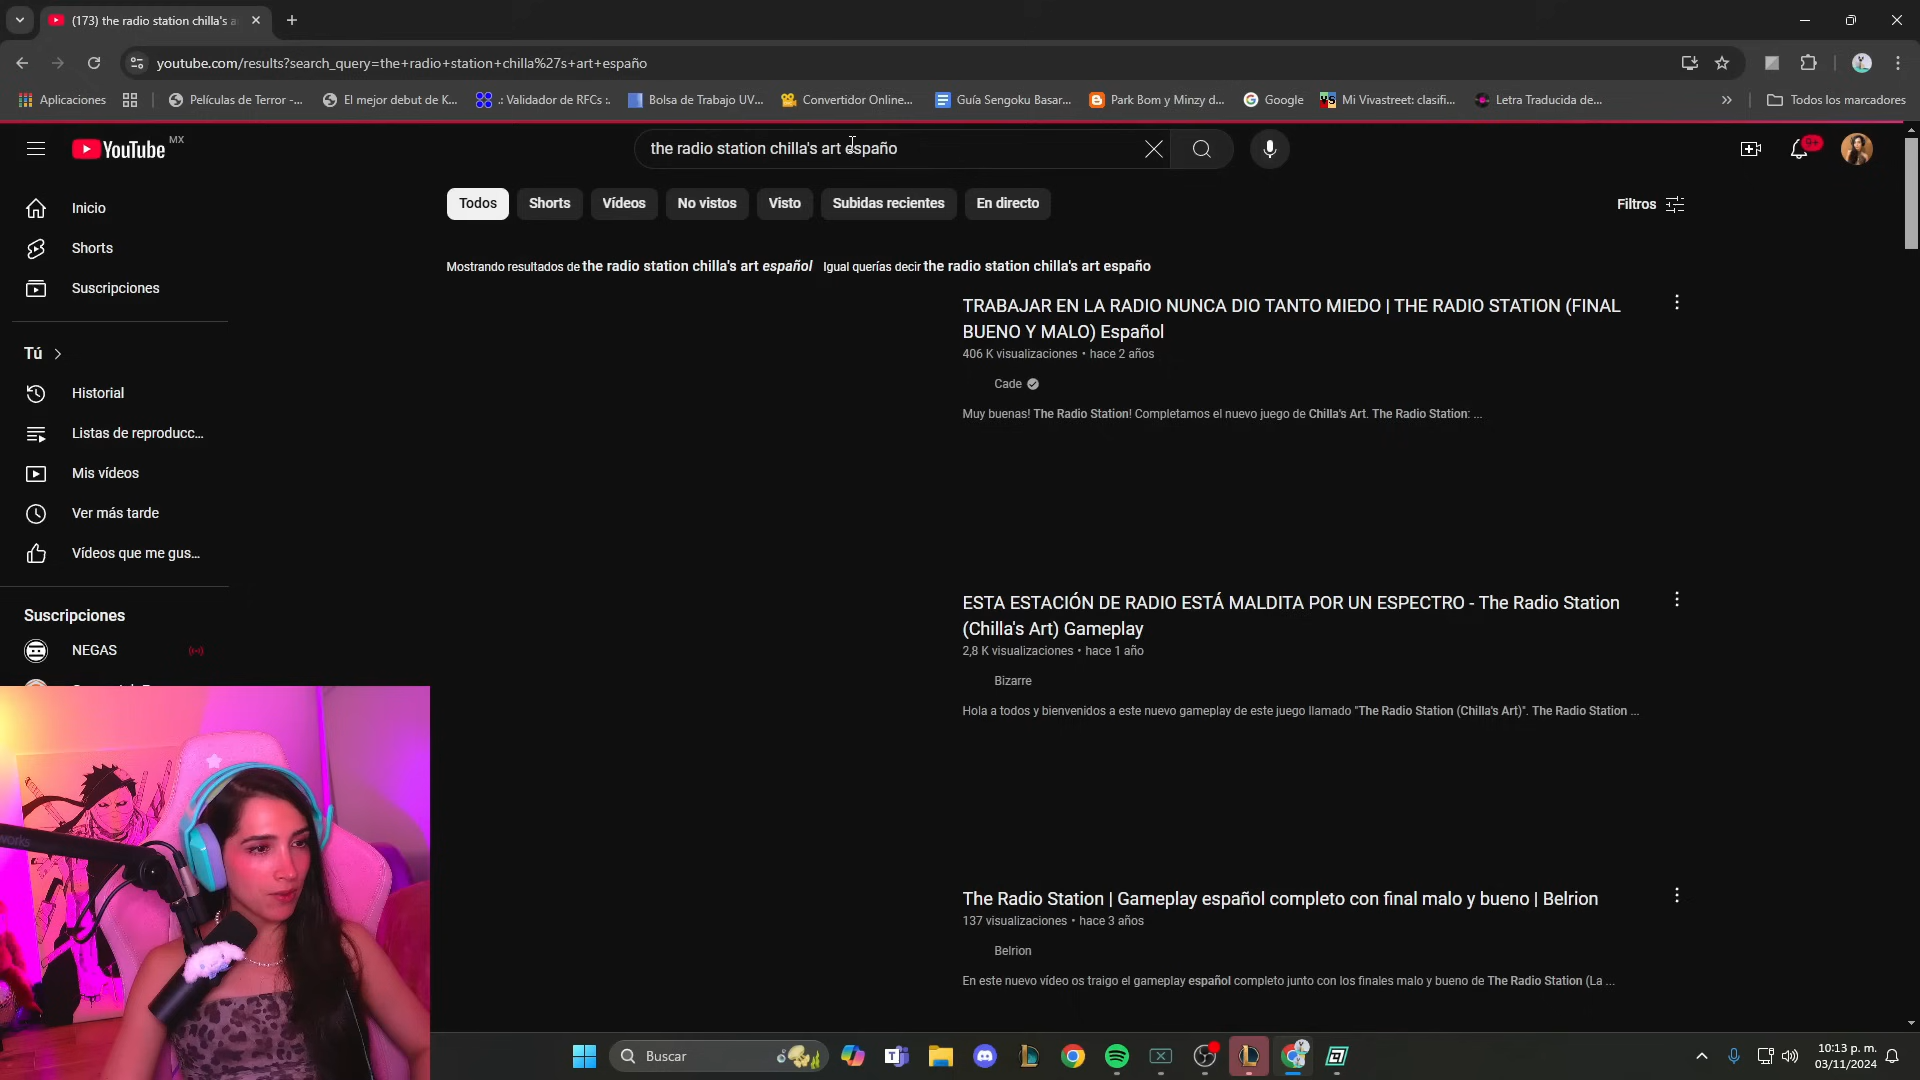 (173) the radio station chilla's a
youtube.com/results?search_query=the+radio+station+chilla%27s+art+españo
Aplicaciones
Películas de Terror -...
El mejor debut de K...
.: Validador de RFCs :.
Bolsa de Trabajo UV...
Convertidor Online...
Guía Sengoku Basar...
Park Bom y Minzy d...
Google
Mi Vivastreet: clasifi...
Letra Traducida de...
Todos los marcadores
YouTube MX
the radio station chilla's art españo
9+
Inicio
Shorts
Suscripciones
Tú
Historial
Listas de reproducc...
Mis vídeos
Ver más tarde
Vídeos que me gus...
Suscripciones
NEGAS
Todos
Shorts
Vídeos
No vistos
Visto
Subidas recientes
En directo
Filtros
Mostrando resultados de the radio station chilla's art español Igual querías decir the radio station chilla's art españo
TRABAJAR EN LA RADIO NUNCA DIO TANTO MIEDO | THE RADIO STATION (FINAL
BUENO Y MALO) Español
406 K visualizaciones • hace 2 años
Cade
Muy buenas! The Radio Station! Completamos el nuevo juego de Chilla's Art. The Radio Station: ...
ESTA ESTACIÓN DE RADIO ESTÁ MALDITA POR UN ESPECTRO - The Radio Station
(Chilla's Art) Gameplay
2,8 K visualizaciones • hace 1 año
Bizarre
Hola a todos y bienvenidos a este nuevo gameplay de este juego llamado "The Radio Station (Chilla's Art)". The Radio Station ...
The Radio Station | Gameplay español completo con final malo y bueno | Belrion
137 visualizaciones • hace 3 años
Belrion
En este nuevo vídeo os traigo el gameplay español completo junto con los finales malo y bueno de The Radio Station (La ...
Buscar
10:13 p. m.
03/11/2024